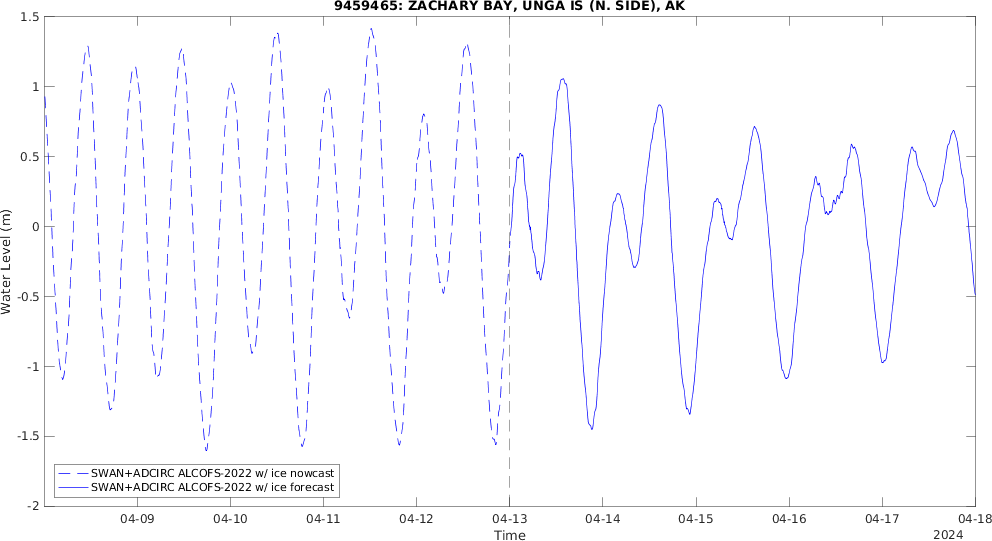 9459465: ZACHARY BAY, UNGA IS (N. SIDE), AK
1.5
1
0.5
0
-0.5
-1
-1.5
-2
Water Level (m)
SWAN+ADCIRC ALCOFS-2022 w/ ice nowcast
SWAN+ADCIRC ALCOFS-2022 w/ ice forecast
04-09 04-10 04-11 04-12 04-13 04-14 04-15 04-16 04-17 04-18
Time
2024